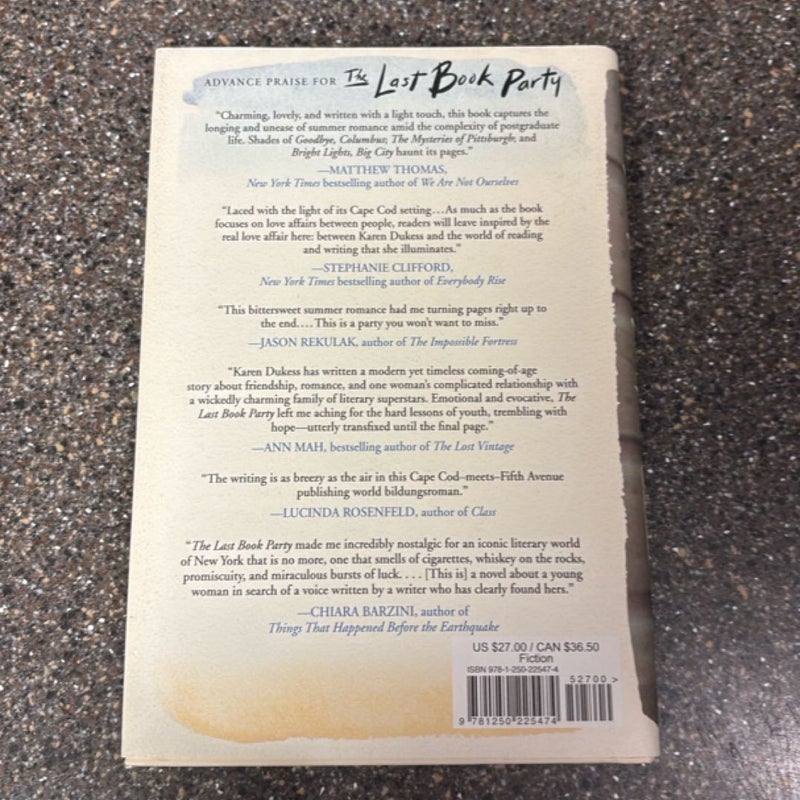 ADVANCE PRAISE FOR The Last Book Party
“Charming, lovely, and written with a light touch, this book captures the
longing and unease of summer romance amid the complexity of postgraduate
life. Shades of Goodbye, Columbus; The Mysteries of Pittsburgh; and
Bright Lights, Big City haunt its pages.”
—MATTHEW THOMAS,
New York Times bestselling author of We Are Not Ourselves
“Laced with the light of its Cape Cod setting…As much as the book
focuses on love affairs between people, readers will leave inspired by the
real love affair here: between Karen Dukess and the world of reading
and writing that she illuminates.”
—STEPHANIE CLIFFORD,
New York Times bestselling author of Everybody Rise
“This bittersweet summer romance had me turning pages right up to
the end.… This is a party you won’t want to miss.”
—JASON REKULAK, author of The Impossible Fortress
“Karen Dukess has written a modern yet timeless coming-of-age
story about friendship, romance, and one woman’s complicated relationship with
a wickedly charming family of literary superstars. Emotional and evocative, The
Last Book Party left me aching for the hard lessons of youth, trembling with
hope—utterly transfixed until the final page.”
—ANN MAH, bestselling author of The Lost Vintage
“The writing is as breezy as the air in this Cape Cod–meets–Fifth Avenue
publishing world bildungsroman.”
—LUCINDA ROSENFELD, author of Class
“The Last Book Party made me incredibly nostalgic for an iconic literary world
of New York that is no more, one that smells of cigarettes, whiskey on the rocks,
promiscuity, and miraculous bursts of luck. . . . [This is] a novel about a young
woman in search of a voice written by a writer who has clearly found hers.”
—CHIARA BARZINI, author of
Things That Happened Before the Earthquake
US $27.00 / CAN $36.50
Fiction
ISBN 978-1-250-22547-4
52700 >
9 781250 225474